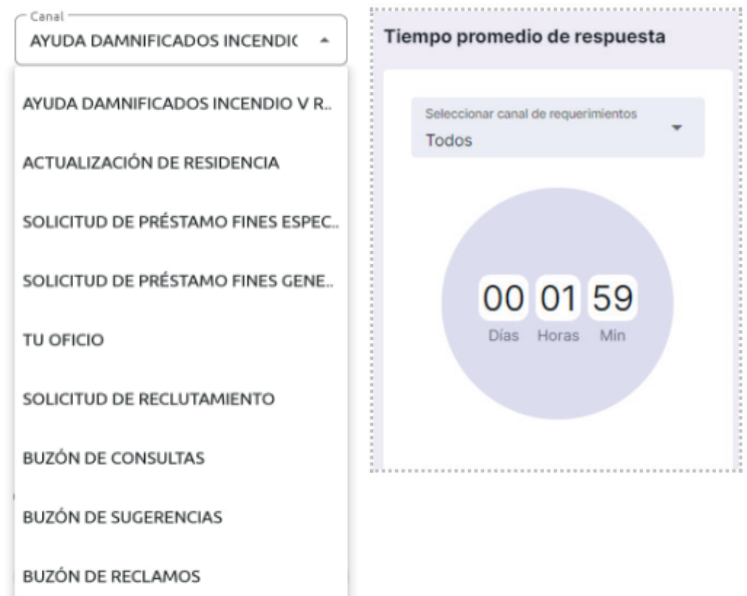 Canal
AYUDA DAMNIFICADOS INCENDIO
AYUDA DAMNIFICADOS INCENDIO V R..
ACTUALIZACIÓN DE RESIDENCIA
SOLICITUD DE PRÉSTAMO FINES ESPEC..
SOLICITUD DE PRÉSTAMO FINES GENE..
TU OFICIO
SOLICITUD DE RECLUTAMIENTO
BUZÓN DE CONSULTAS
BUZÓN DE SUGERENCIAS
BUZÓN DE RECLAMOS
Tiempo promedio de respuesta
Seleccionar canal de requerimientos
Todos
00 01 59
Días Horas Min